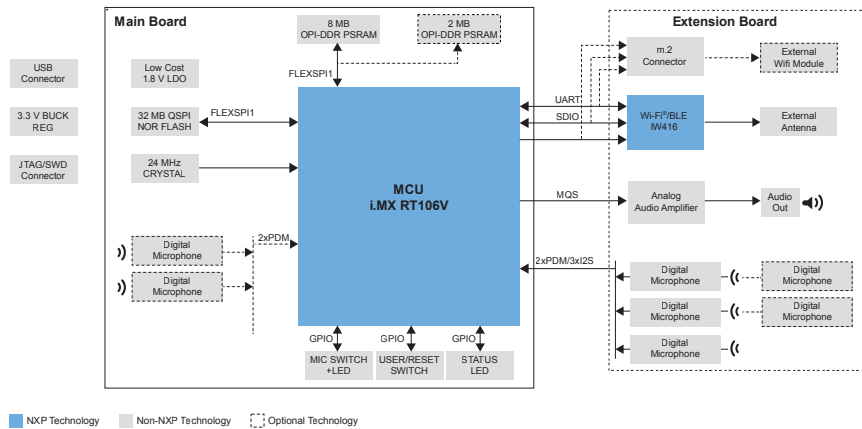 Main Board
Extension Board
8 MB
OPI-DDR PSRAM
2 MB
OPI-DDR PSRAM
USB
Connector
Low Cost
1.8 V LDO
FLEXSPI1
m.2
Connector
External
Wifi Module
3.3 V BUCK
REG
32 MB QSPI
NOR FLASH
FLEXSPI1
UART
SDIO
Wi-Fi®/BLE
IW416
External
Antenna
JTAG/SWD
Connector
24 MHz
CRYSTAL
MCU
i.MX RT106V
MQS
Analog
Audio Amplifier
Audio
Out
2xPDM
Digital
Microphone
Digital
Microphone
2xPDM/3xI2S
Digital
Microphone
Digital
Microphone
Digital
Microphone
Digital
Microphone
Digital
Microphone
GPIO
GPIO
GPIO
MIC SWITCH
+LED
USER/RESET
SWITCH
STATUS
LED
NXP Technology
Non-NXP Technology
Optional Technology